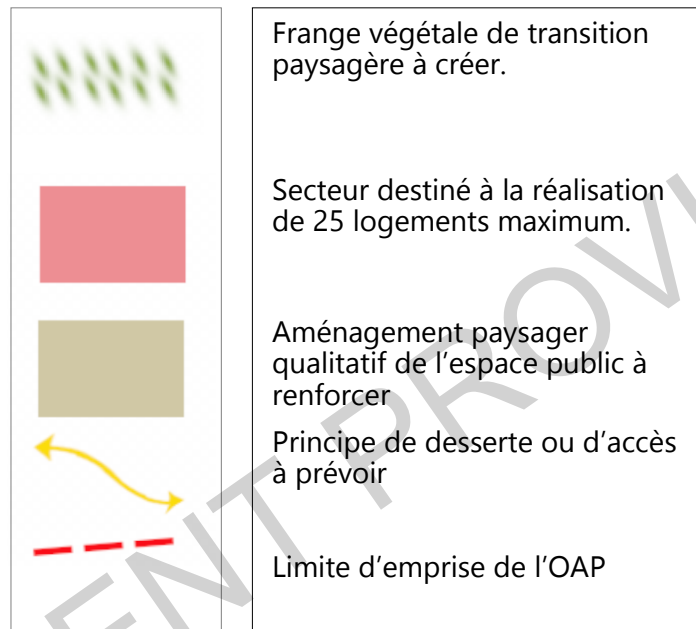 Frange végétale de transition
paysagère à créer.
Secteur destiné à la réalisation
de 25 logements maximum.
Aménagement paysager
qualitatif de l’espace public à
renforcer
Principe de desserte ou d’accès
à prévoir
Limite d’emprise de l’OAP